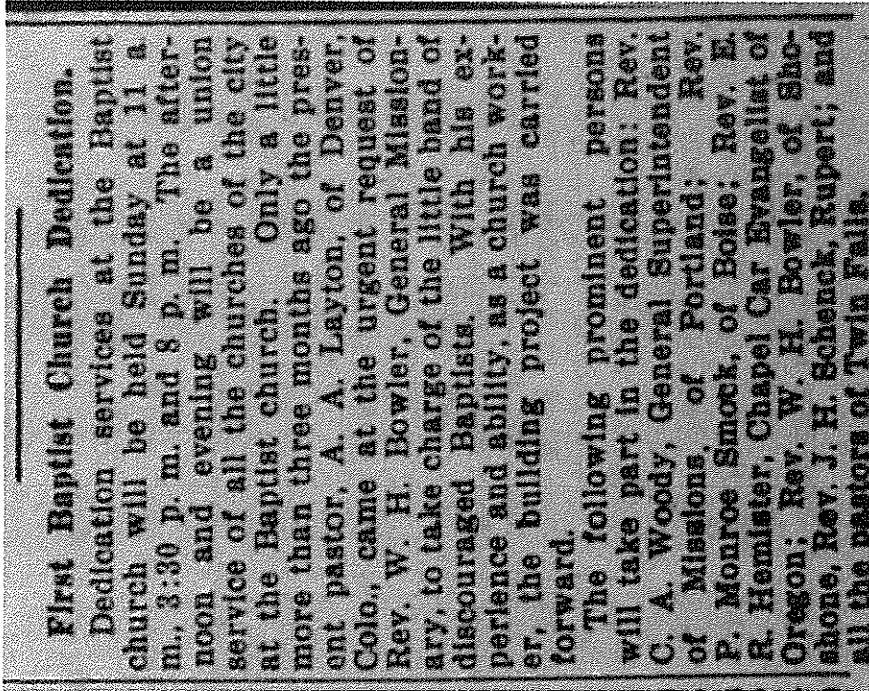 First Baptist Church Dedication.
Dedication services at the Baptist
church will be held Sunday at 11 a
m., 3:30 p. m. and 8 p. m. The after-
noon and evening will be a union
service of all the churches of the city
at the Baptist church. Only a little
more than three months ago the pres-
ent pastor, A. A. Layton, of Denver,
Colo., came at the urgent request of
Rev. W. H. Bowler, General Mission-
ary, to take charge of the little band of
discouraged Baptists. With his ex-
perience and ability, as a church work-
er, the building project was carried
forward.
The following prominent persons
will take part in the dedication: Rev.
C. A. Woody, General Superintendent
of Missions, of Portland; Rev.
P. Monroe Smock, of Boise; Rev. E.
R. Hemister, Chapel Car Evangelist of
Oregon; Rev. W. H. Bowler, of Sho-
shone, Rev. J. H. Schenck, Rupert; and
all the pastors of Twin Falls.